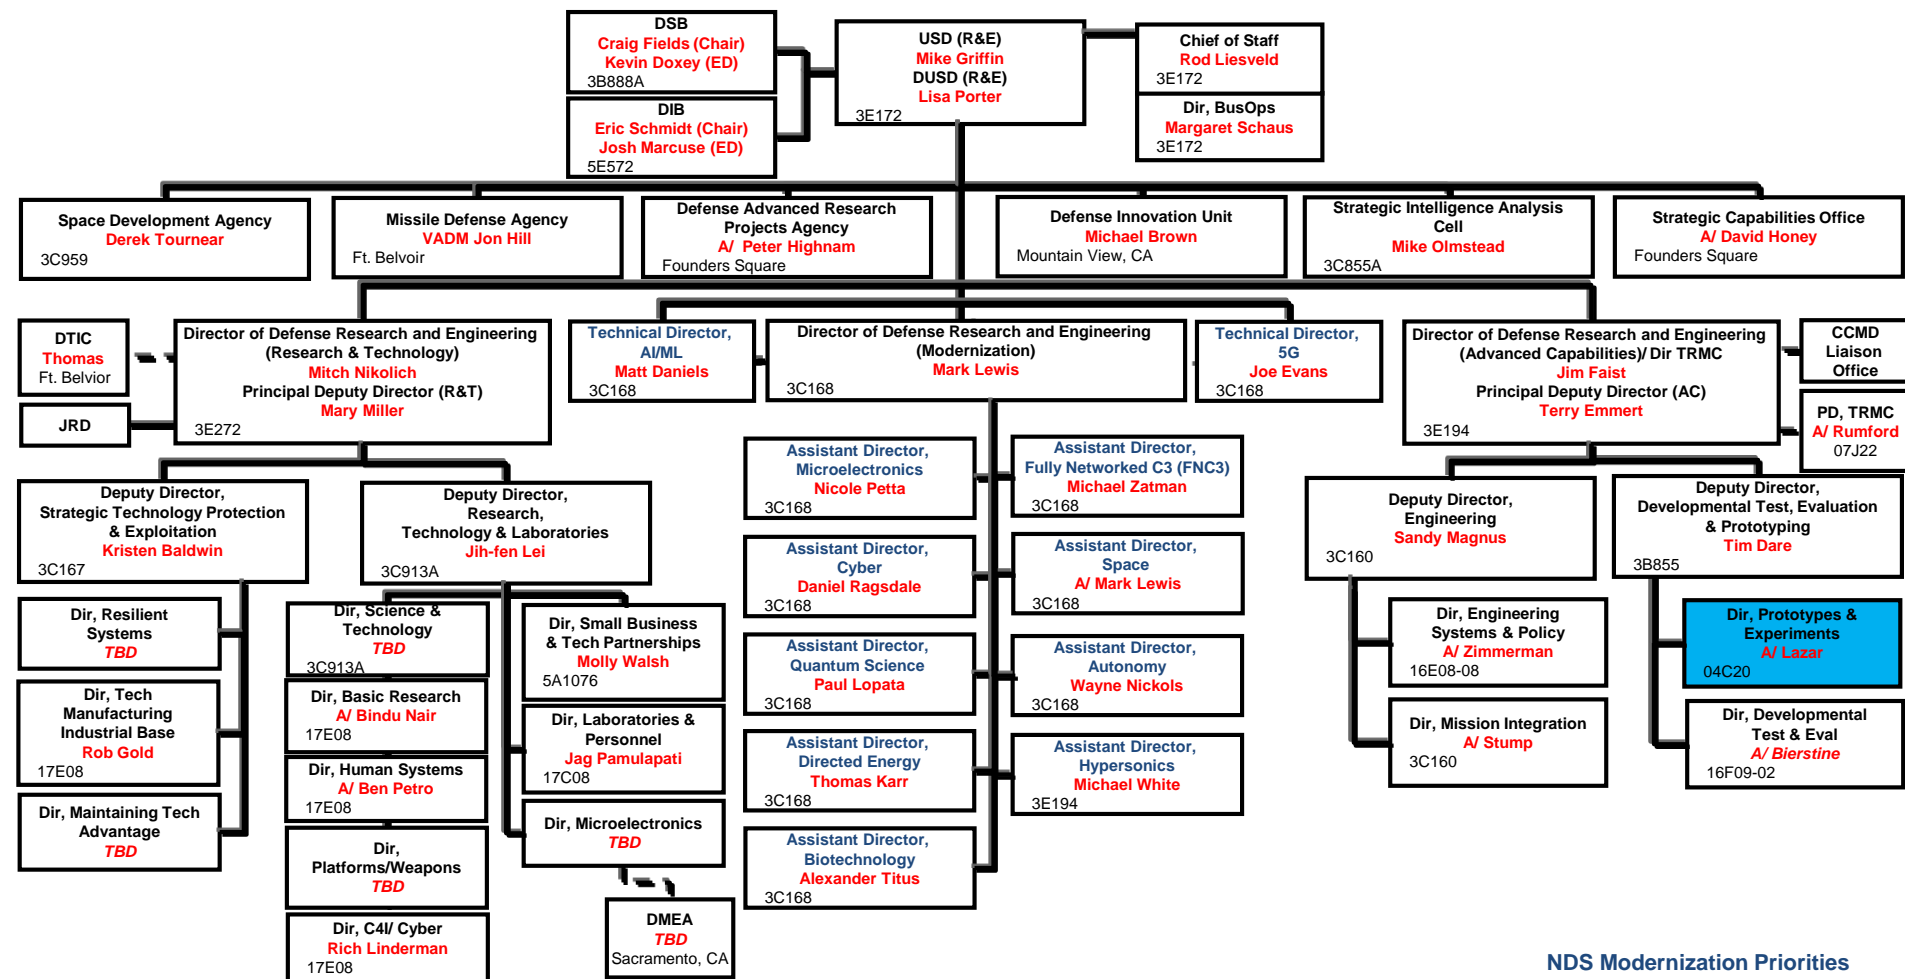 DSB
Craig Fields (Chair)
Kevin Doxey (ED)
3B888A
USD (R&E)
Mike Griffin
DUSD (R&E)
Lisa Porter
3E172
Chief of Staff
Rod Liesveld
3E172
DIB
Eric Schmidt (Chair)
Josh Marcuse (ED)
5E572
Dir, BusOps
Margaret Schaus
3E172
Space Development Agency
Derek Tournear
3C959
Missile Defense Agency
VADM Jon Hill
Ft. Belvoir
Defense Advanced Research
Projects Agency
A/ Peter Highnam
Founders Square
Defense Innovation Unit
Michael Brown
Mountain View, CA
Strategic Intelligence Analysis
Cell
Mike Olmstead
3C855A
Strategic Capabilities Office
A/ David Honey
Founders Square
DTIC
Thomas
Ft. Belvior
JRD
Director of Defense Research and Engineering
(Research & Technology)
Mitch Nikolich
Principal Deputy Director (R&T)
Mary Miller
3E272
Technical Director,
AI/ML
Matt Daniels
3C168
Director of Defense Research and Engineering
(Modernization)
Mark Lewis
3C168
Technical Director,
5G
Joe Evans
3C168
Director of Defense Research and Engineering
(Advanced Capabilities)/ Dir TRMC
Jim Faist
Principal Deputy Director (AC)
Terry Emmert
3E194
CCMD
Liaison
Office
PD, TRMC
A/ Rumford
07J22
Deputy Director,
Strategic Technology Protection
& Exploitation
Kristen Baldwin
3C167
Deputy Director,
Research,
Technology & Laboratories
Jih-fen Lei
3C913A
Assistant Director,
Microelectronics
Nicole Petta
3C168
Assistant Director,
Fully Networked C3 (FNC3)
Michael Zatman
3C168
Deputy Director,
Engineering
Sandy Magnus
3C160
Deputy Director,
Developmental Test, Evaluation
& Prototyping
Tim Dare
3B855
Dir, Resilient
Systems
TBD
Dir, Science &
Technology
TBD
3C913A
Dir, Small Business
& Tech Partnerships
Molly Walsh
5A1076
Assistant Director,
Cyber
Daniel Ragsdale
3C168
Assistant Director,
Space
A/ Mark Lewis
3C168
Dir, Engineering
Systems & Policy
A/ Zimmerman
16E08-08
Dir, Prototypes &
Experiments
A/ Lazar
04C20
Dir, Tech
Manufacturing
Industrial Base
Rob Gold
17E08
Dir, Basic Research
A/ Bindu Nair
17E08
Dir, Laboratories &
Personnel
Jag Pamulapati
17C08
Assistant Director,
Quantum Science
Paul Lopata
3C168
Assistant Director,
Autonomy
Wayne Nickols
3C168
Dir, Mission Integration
A/ Stump
3C160
Dir, Developmental
Test & Eval
A/ Bierstine
16F09-02
Dir, Human Systems
A/ Ben Petro
17E08
Assistant Director,
Directed Energy
Thomas Karr
3C168
Assistant Director,
Hypersonics
Michael White
3E194
Dir, Maintaining Tech
Advantage
TBD
Dir,
Platforms/Weapons
TBD
Dir, Microelectronics
TBD
Assistant Director,
Biotechnology
Alexander Titus
3C168
Dir, C4I/ Cyber
Rich Linderman
17E08
DMEA
TBD
Sacramento, CA
NDS Modernization Priorities